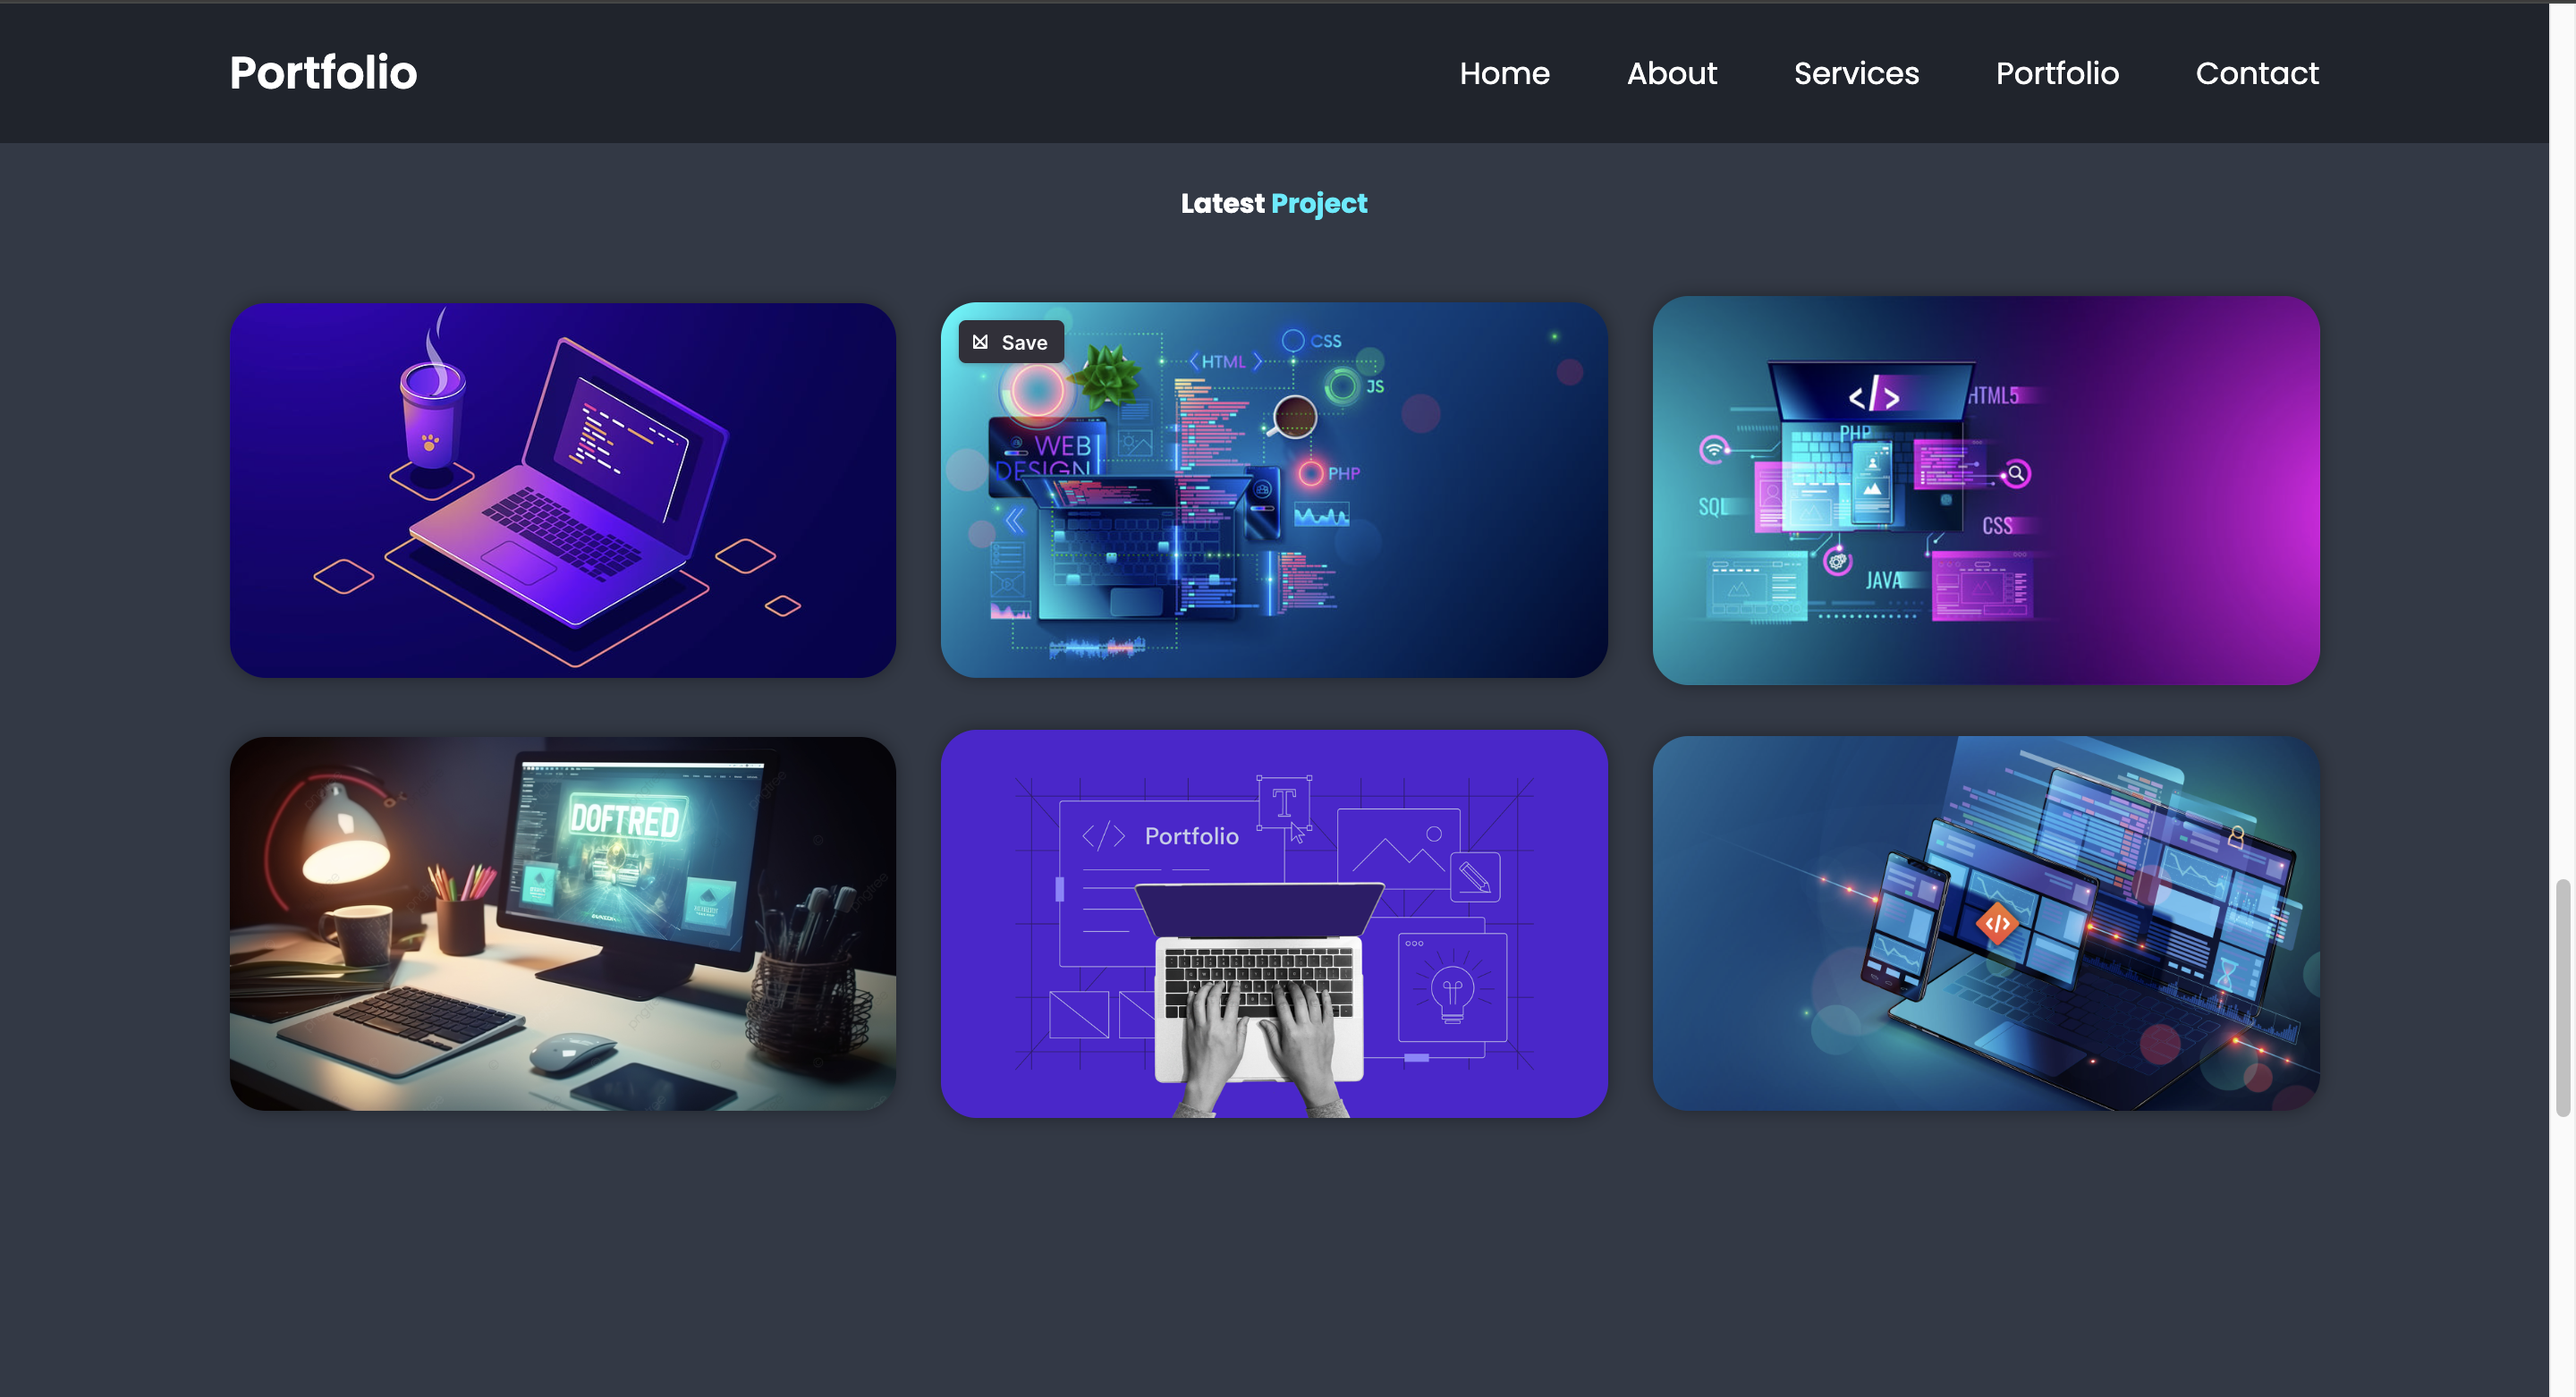 Portfolio
Home
About
Services
Portfolio
Contact
Latest Project
Save
CSS
HTML
JS
WEB
DESIGN
PHP
HTML5
PHP
SQL
CSS
JAVA
DOFTRED
T
</> Portfolio